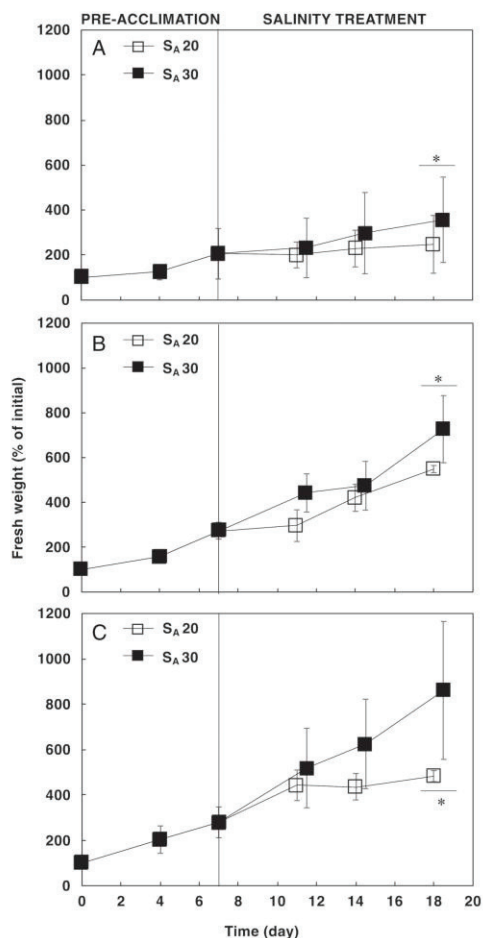 PRE-ACCLIMATION SALINITY TREATMENT
1200
A
SA 20
SA 30
1000
800
600
*
400
200
0
1200
B
SA 20
SA 30
1000
800
*
600
400
200
0
Fresh weight (% of initial)
1200
C
SA 20
SA 30
1000
800
600
400
*
200
0
0 2 4 6 8 10 12 14 16 18 20
Time (day)